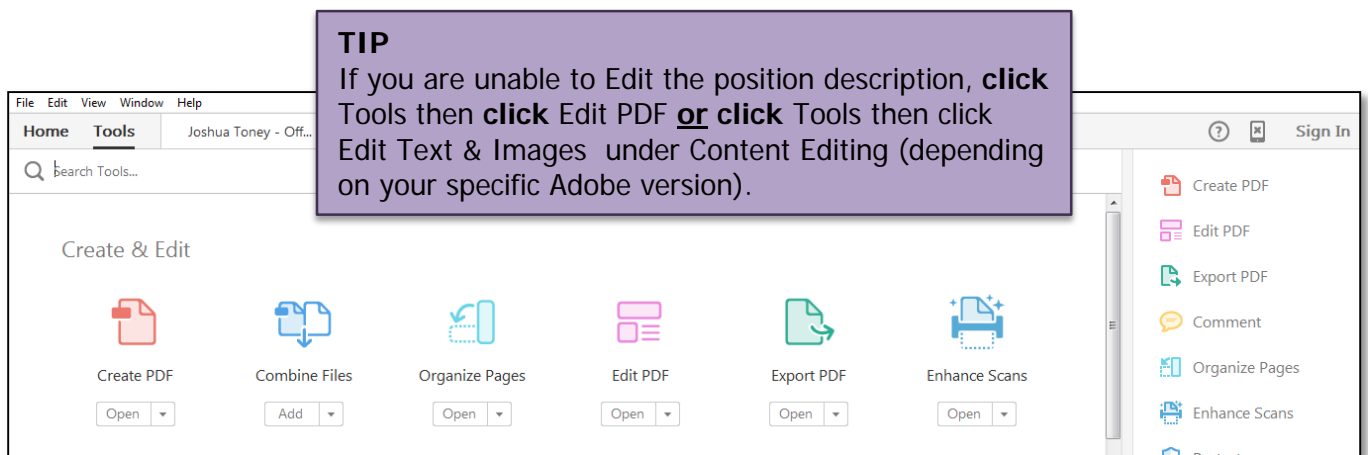 TIP
If you are unable to Edit the position description, click
Tools then click Edit PDF or click Tools then click
Edit Text & Images under Content Editing (depending
on your specific Adobe version).
File Edit View Window Help
Home Tools Joshua Toney - Off... Sign In
Search Tools...
Create & Edit
Create PDF Combine Files Organize Pages Edit PDF Export PDF Enhance Scans
Open Add Open Open Open Open
Create PDF
Edit PDF
Export PDF
Comment
Organize Pages
Enhance Scans